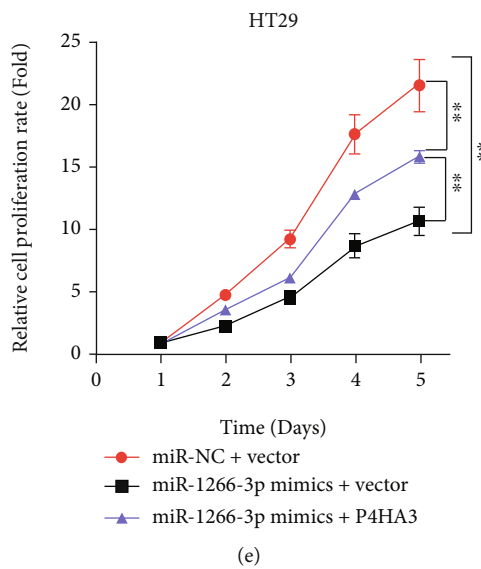 HT29
Relative cell proliferation rate (Fold)
25
20
15
10
5
0
0 1 2 3 4 5
**
**
**
Time (Days)
miR-NC + vector
miR-1266-3p mimics + vector
miR-1266-3p mimics + P4HA3
(e)